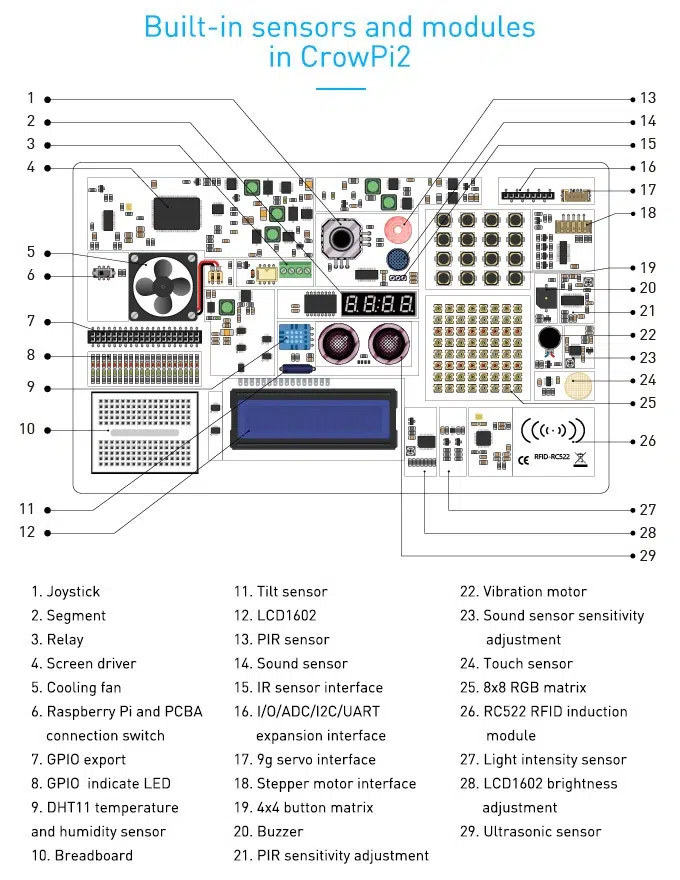 Built-in sensors and modules
in CrowPi2
1
2
3
4
5
6
7
8
9
10
11
12
13
14
15
16
17
18
19
20
21
22
23
24
25
26
27
28
29
8.8.8.8.
CE RFID-RC522
1. Joystick
2. Segment
3. Relay
4. Screen driver
5. Cooling fan
6. Raspberry Pi and PCBA
connection switch
7. GPIO export
8. GPIO indicate LED
9. DHT11 temperature
and humidity sensor
10. Breadboard
11. Tilt sensor
12. LCD1602
13. PIR sensor
14. Sound sensor
15. IR sensor interface
16. I/O/ADC/I2C/UART
expansion interface
17. 9g servo interface
18. Stepper motor interface
19. 4x4 button matrix
20. Buzzer
21. PIR sensitivity adjustment
22. Vibration motor
23. Sound sensor sensitivity
adjustment
24. Touch sensor
25. 8x8 RGB matrix
26. RC522 RFID induction
module
27. Light intensity sensor
28. LCD1602 brightness
adjustment
29. Ultrasonic sensor